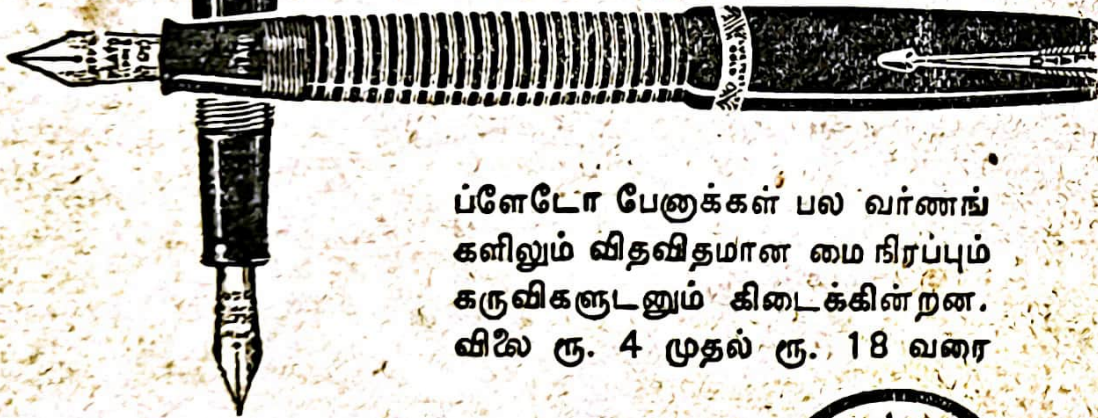 ப்ளேடோ பேனாக்கள் பல வர்ணங்
களிலும் விதவிதமான மை நிரப்பும்
கருவிகளுடனும் கிடைக்கின்றன.
விலை ரூ. 4 முதல் ரூ. 18 வரை